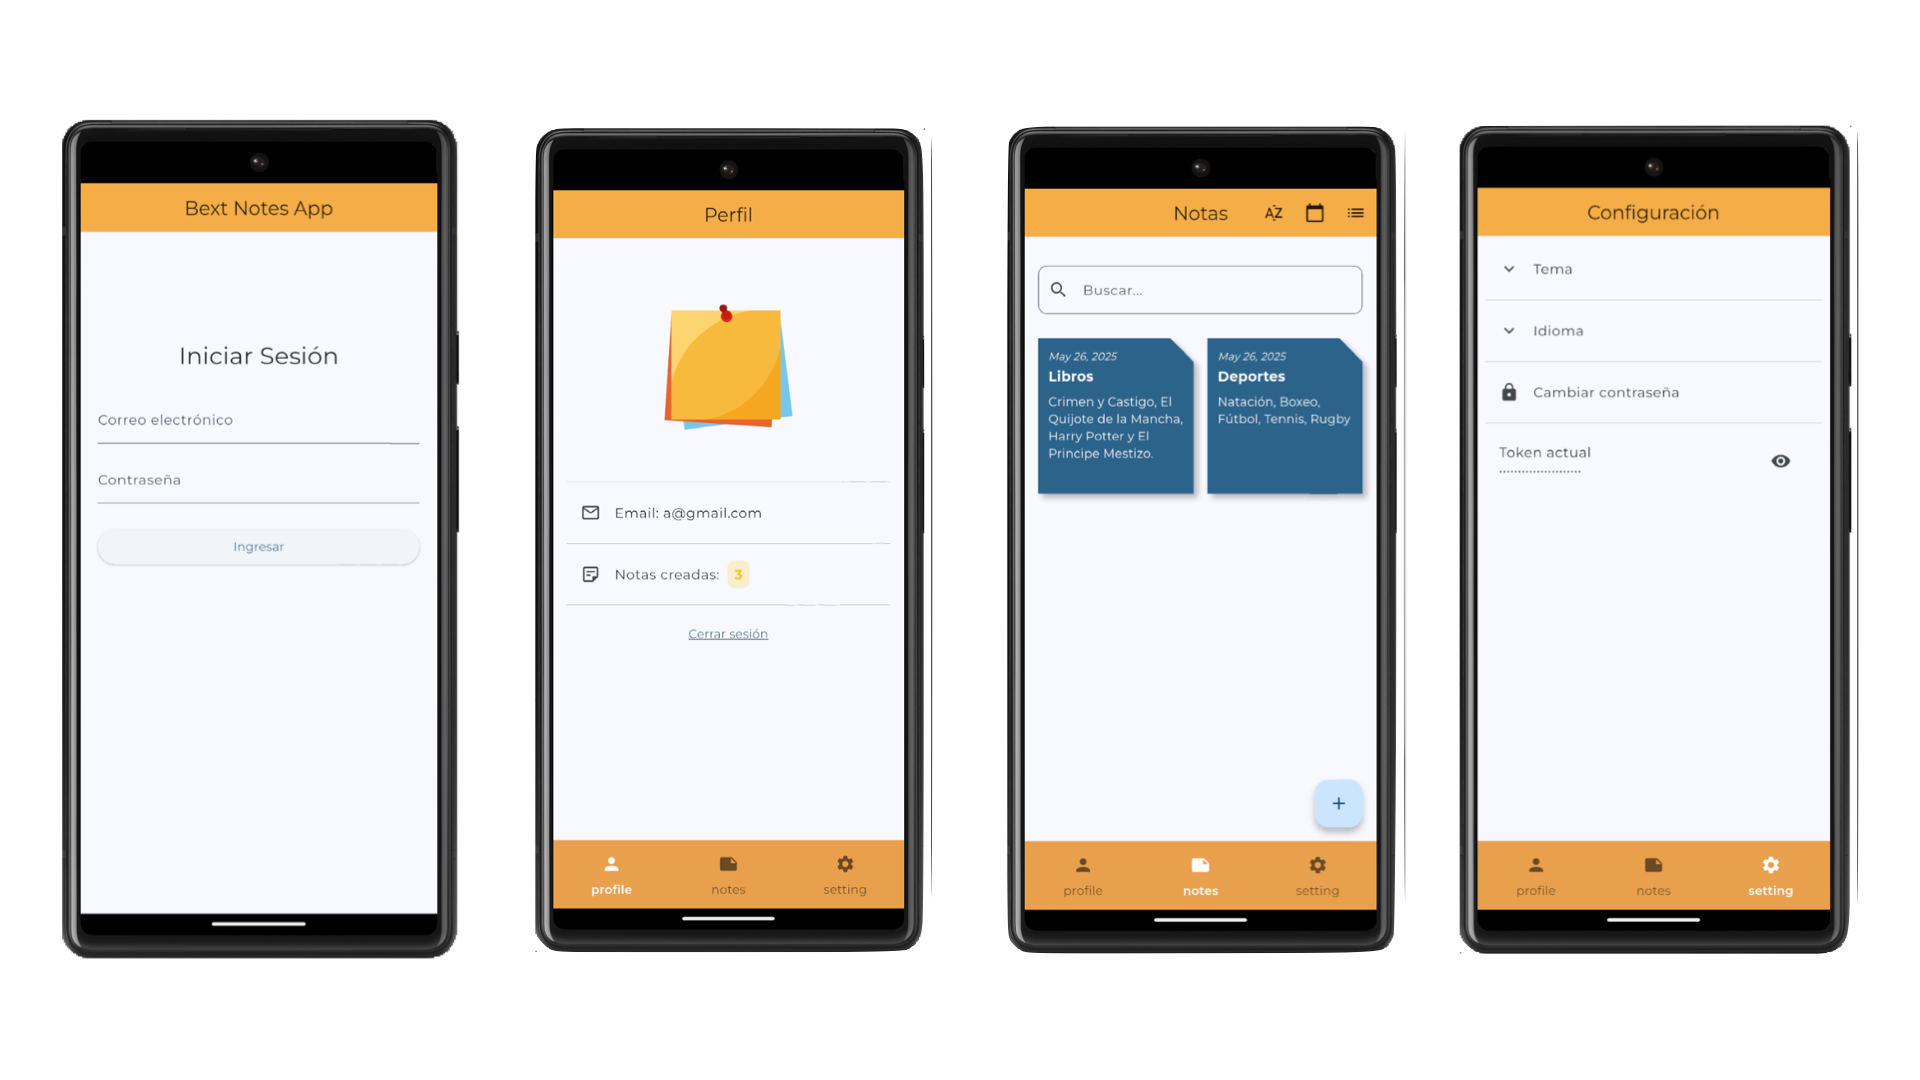 Bext Notes App
Iniciar Sesión
Correo electrónico
Contraseña
Ingresar
Perfil
Email: a@gmail.com
Notas creadas: 3
Cerrar sesión
profile
notes
setting
Notas
AZ
Buscar...
May 26, 2025
Libros
Crimen y Castigo, El
Quijote de la Mancha,
Harry Potter y El
Principe Mestizo.
May 26, 2025
Deportes
Natación, Boxeo,
Fútbol, Tennis, Rugby
+
profile
notes
setting
Configuración
Tema
Idioma
Cambiar contraseña
Token actual
profile
notes
setting